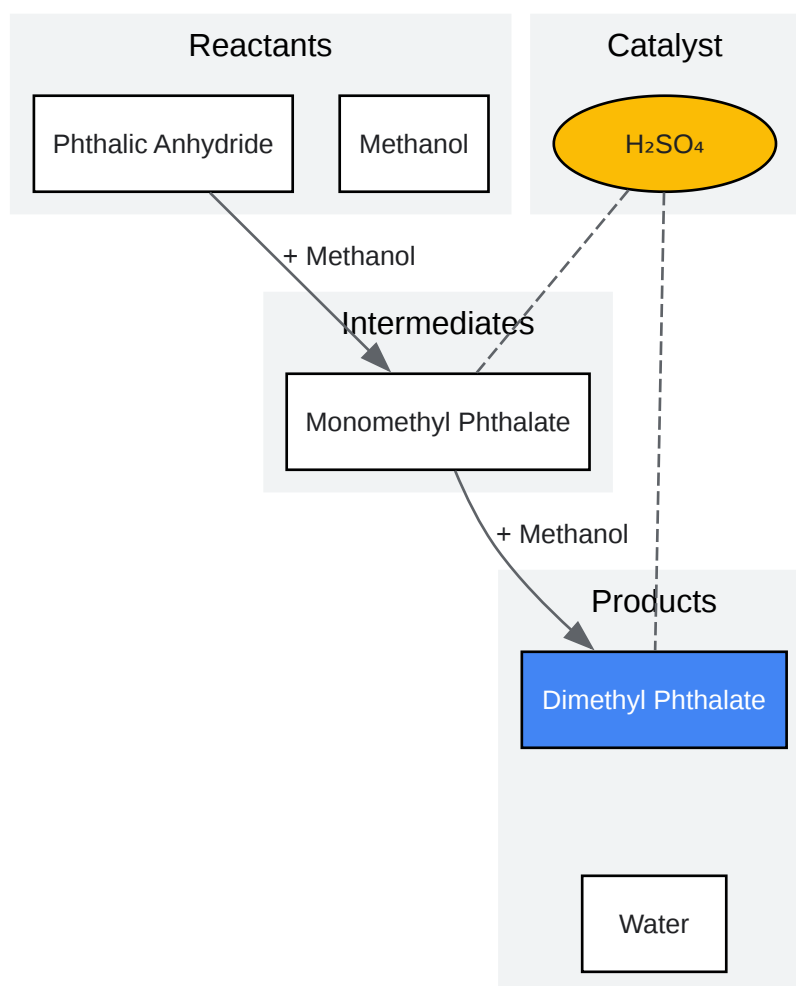 Reactants
Catalyst
Phthalic Anhydride
Methanol
H₂SO₄
+ Methanol
Intermediates
Monomethyl Phthalate
+ Methanol
Products
Dimethyl Phthalate
Water